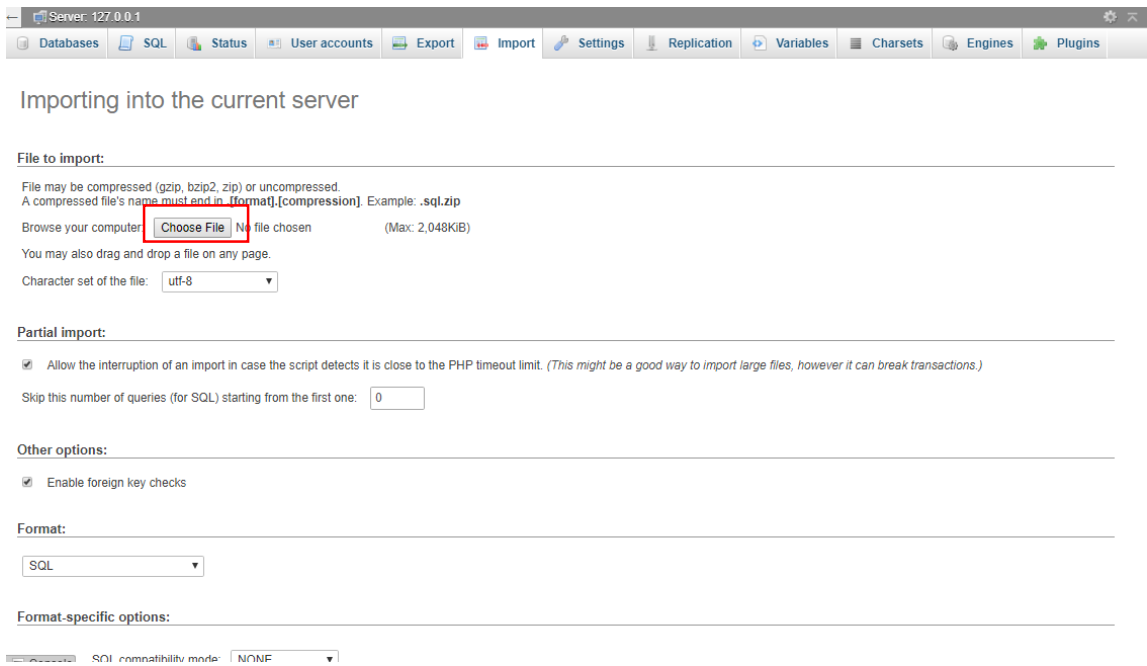 Server: 127.0.0.1
Databases SQL Status User accounts Export Import Settings Replication Variables Charsets Engines Plugins
Importing into the current server
File to import:
File may be compressed (gzip, bzip2, zip) or uncompressed.
A compressed file's name must end in .[format].[compression]. Example: .sql.zip
Browse your computer: Choose File No file chosen (Max: 2,048KiB)
You may also drag and drop a file on any page.
Character set of the file: utf-8
Partial import:
Allow the interruption of an import in case the script detects it is close to the PHP timeout limit. (This might be a good way to import large files, however it can break transactions.)
Skip this number of queries (for SQL) starting from the first one: 0
Other options:
Enable foreign key checks
Format:
SQL
Format-specific options:
Console SQL compatibility mode: NONE